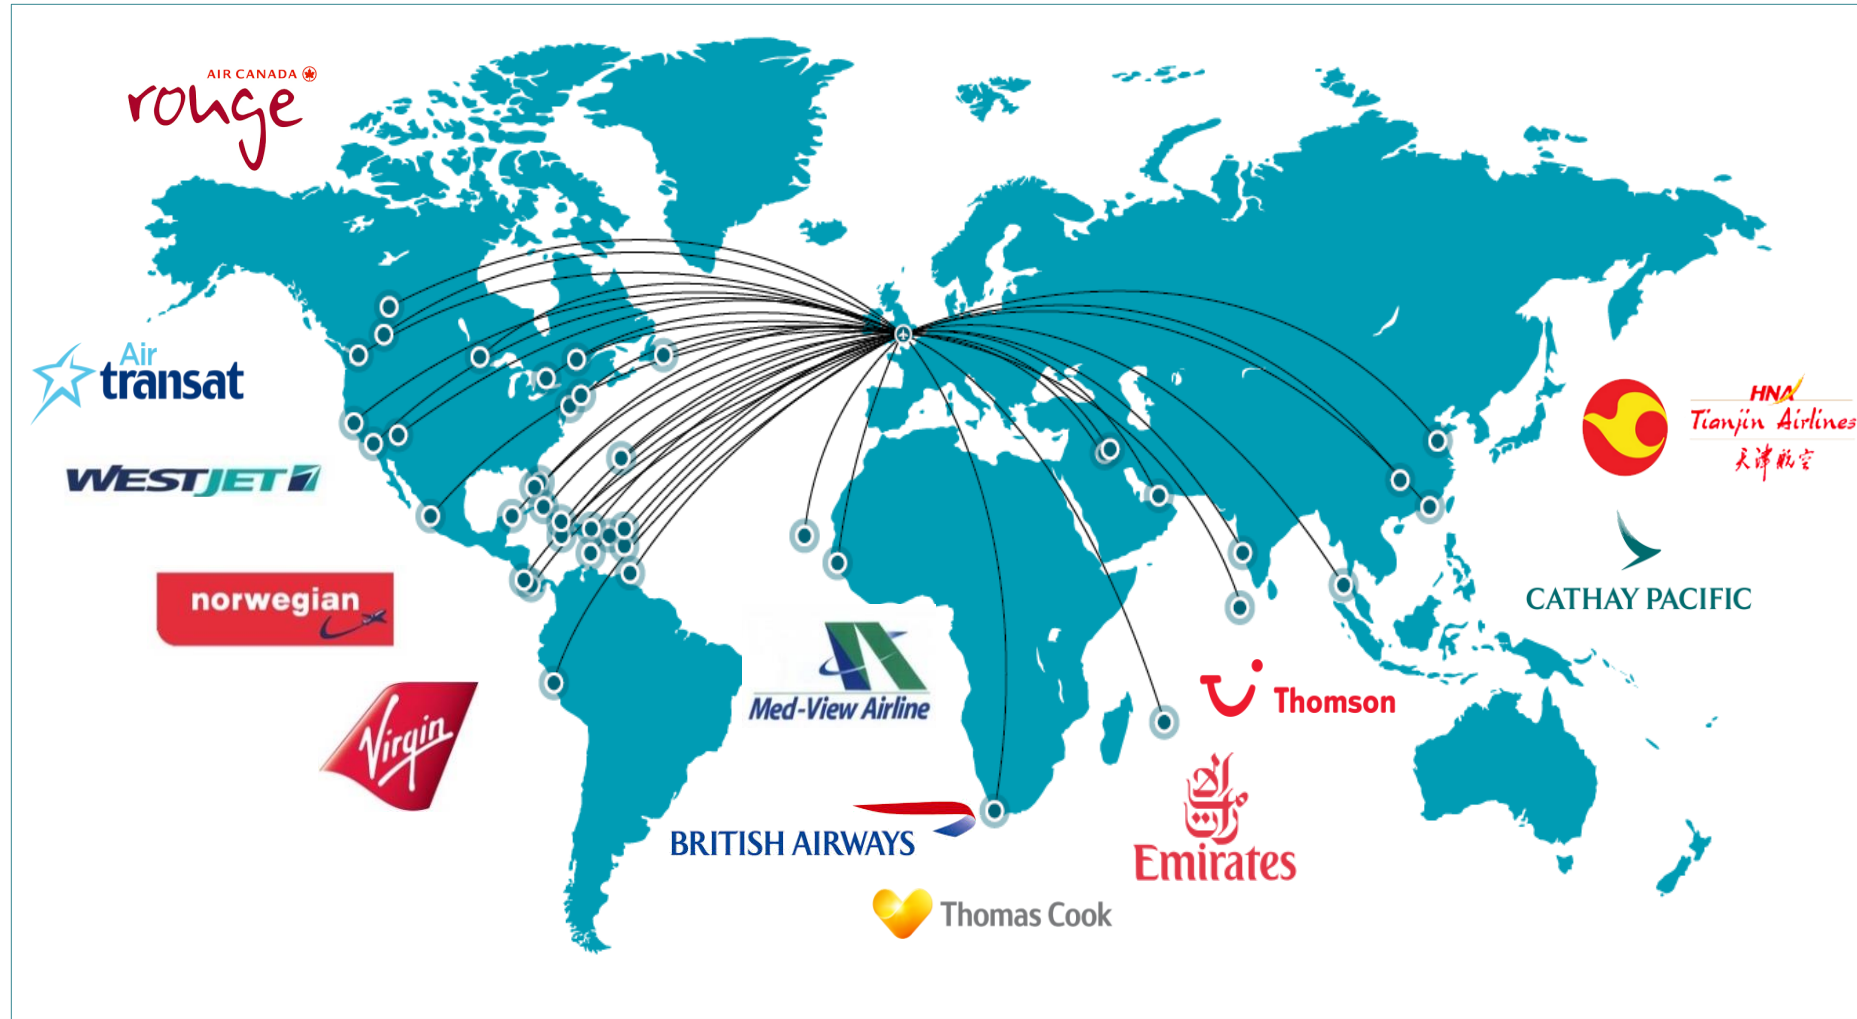 AIR CANADA
rouge
Air
transat
WESTJET
norwegian
Virgin
Med-View Airline
BRITISH AIRWAYS
Thomas Cook
Thomson
Emirates
HNA
Tianjin Airlines
天津航空
CATHAY PACIFIC